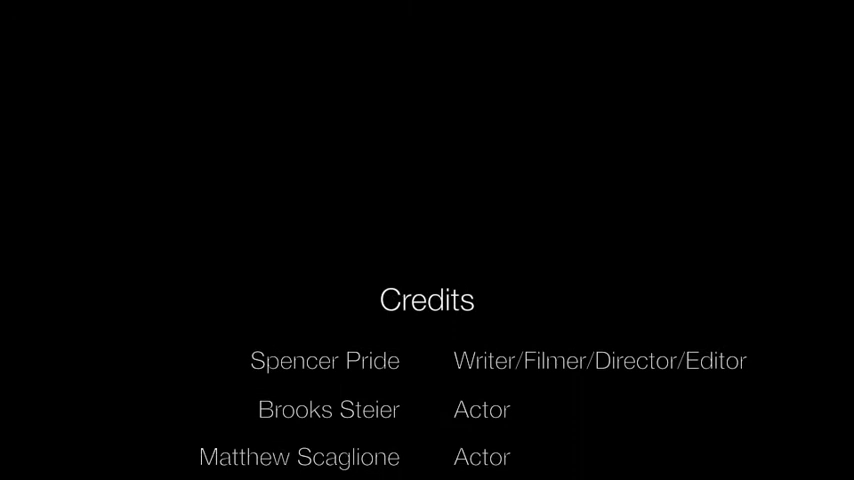 Credits
Spencer Pride Writer/Filmer/Director/Editor
Brooks Steier Actor
Matthew Scaglione Actor